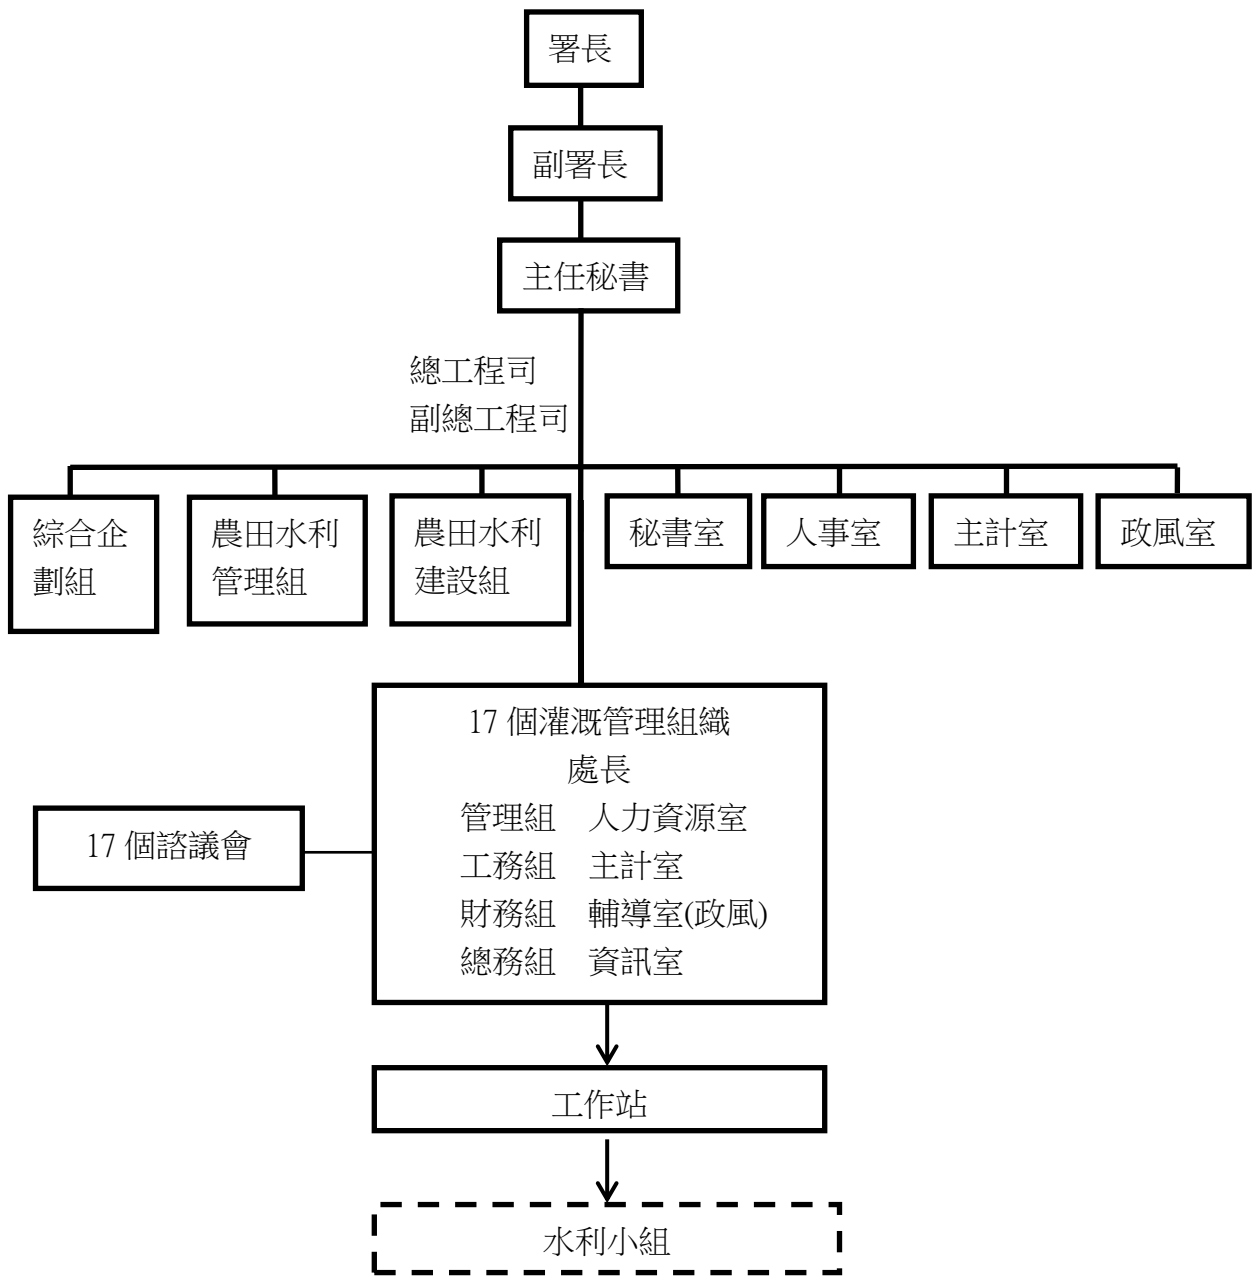 署長
副署長
主任秘書
總工程司
副總工程司
綜合企
劃組
農田水利
管理組
農田水利
建設組
秘書室
人事室
主計室
政風室
17 個灌溉管理組織
處長
管理組 人力資源室
工務組 主計室
財務組 輔導室(政風)
總務組 資訊室
17 個諮議會
工作站
水利小組